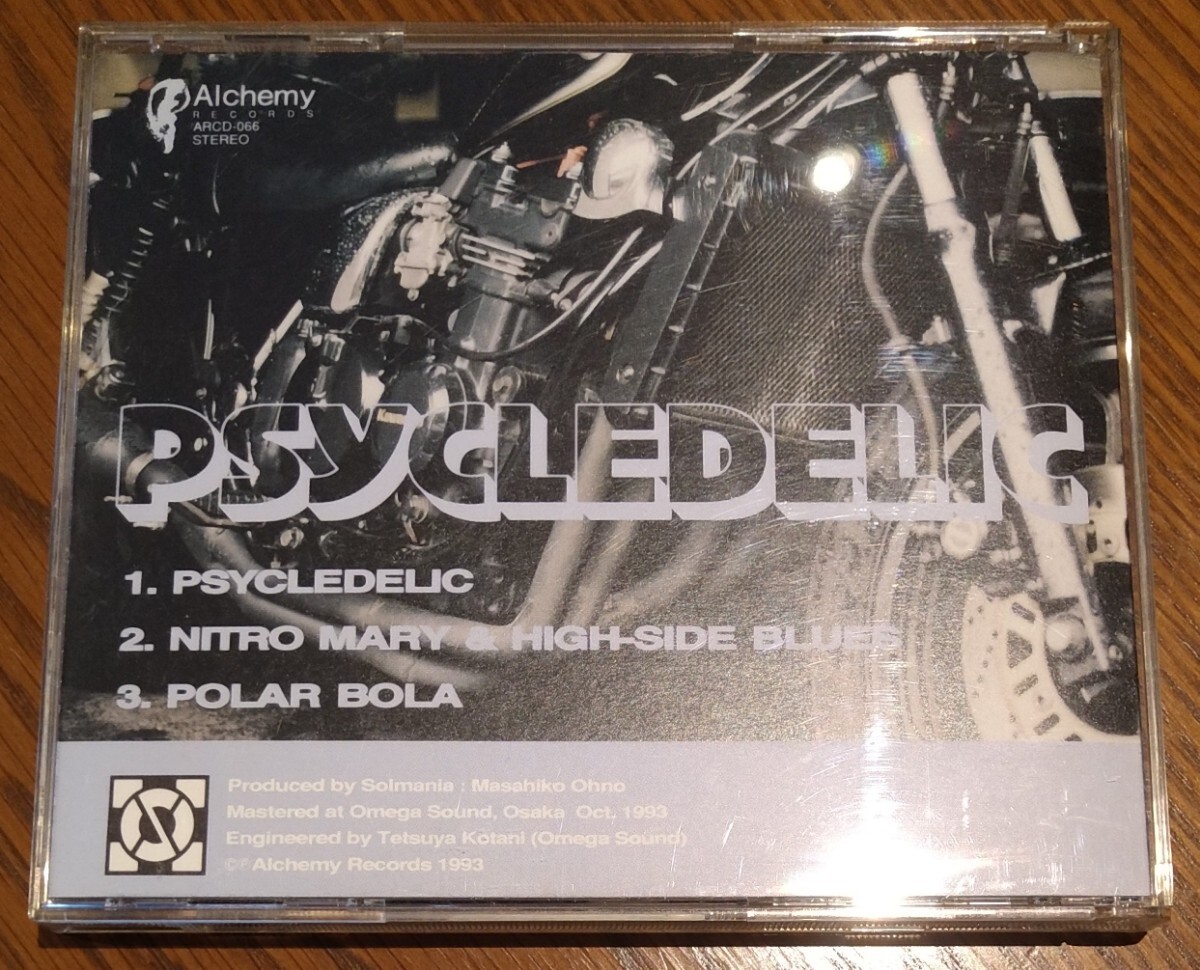 Alchemy
RECORDS
ARCD-066
STEREO
PSYCLEDELIC
1. PSYCLEDELIC
2. NITRO MARY & HIGH-SIDE BLUES
3. POLAR BOLA
Produced by Solmania : Masahiko Ohno
Mastered at Omega Sound, Osaka Oct. 1993
Engineered by Tetsuya Kotani (Omega Sound)
©℗ Alchemy Records 1993